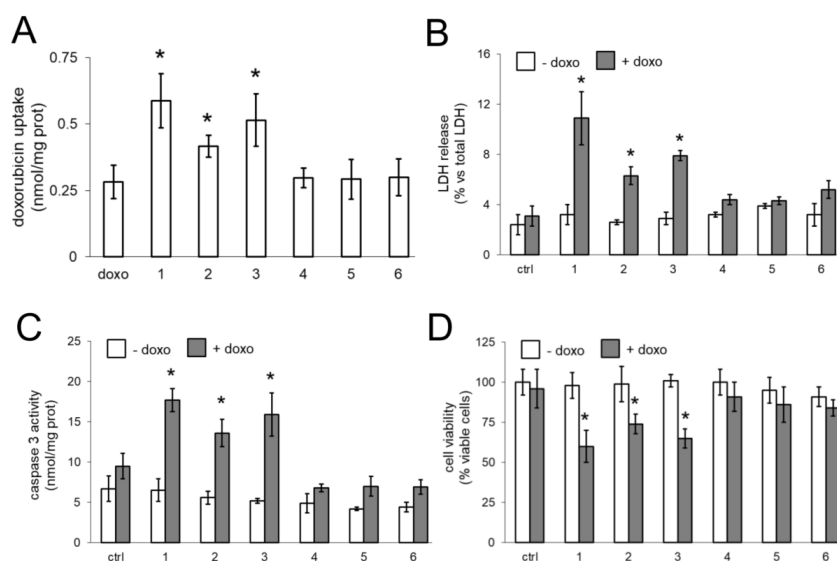 A
doxorubicin uptake
(nmol/mg prot)
0.75
0.5
0.25
0
*
*
*
doxo 1 2 3 4 5 6
B
- doxo + doxo
LDH release
(% vs total LDH)
16
12
8
4
0
*
*
*
ctrl 1 2 3 4 5 6
C
- doxo + doxo
caspase 3 activity
(nmol/mg prot)
25
20
15
10
5
0
*
*
*
ctrl 1 2 3 4 5 6
D
- doxo + doxo
cell viability
(% viable cells)
125
100
75
50
25
0
*
*
*
ctrl 1 2 3 4 5 6